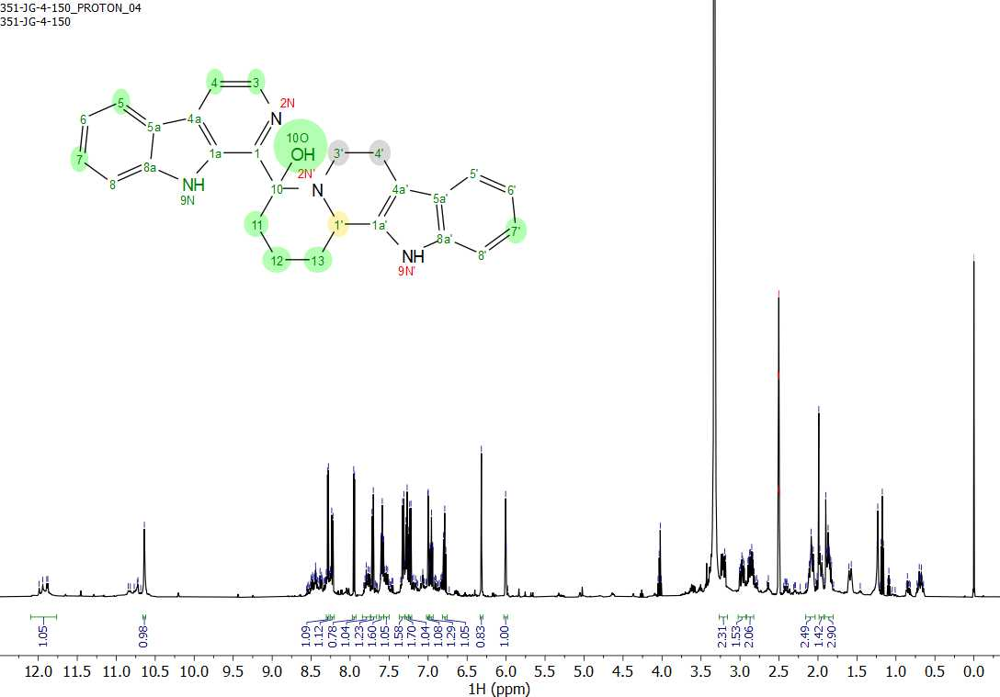 351-JG-4-150_PROTON_04
351-JG-4-150
4 3
5 2N
6 5a 4a N
10O
7 1a 1 OH 3' 4'
8a 2N'
8 NH 10 N 4a' 5' 6'
9N 5a'
11 1' 1a' 7'
8a'
12 13 NH 8'
9N'
1.05
0.98
1.09
1.12
0.78
1.04
1.23
1.60
1.05
1.58
1.70
1.04
1.08
1.29
1.05
0.83
1.00
2.31
1.53
2.06
2.49
1.42
2.90
12.0 11.5 11.0 10.5 10.0 9.5 9.0 8.5 8.0 7.5 7.0 6.5 6.0 5.5 5.0 4.5 4.0 3.5 3.0 2.5 2.0 1.5 1.0 0.5 0.0
1H (ppm)